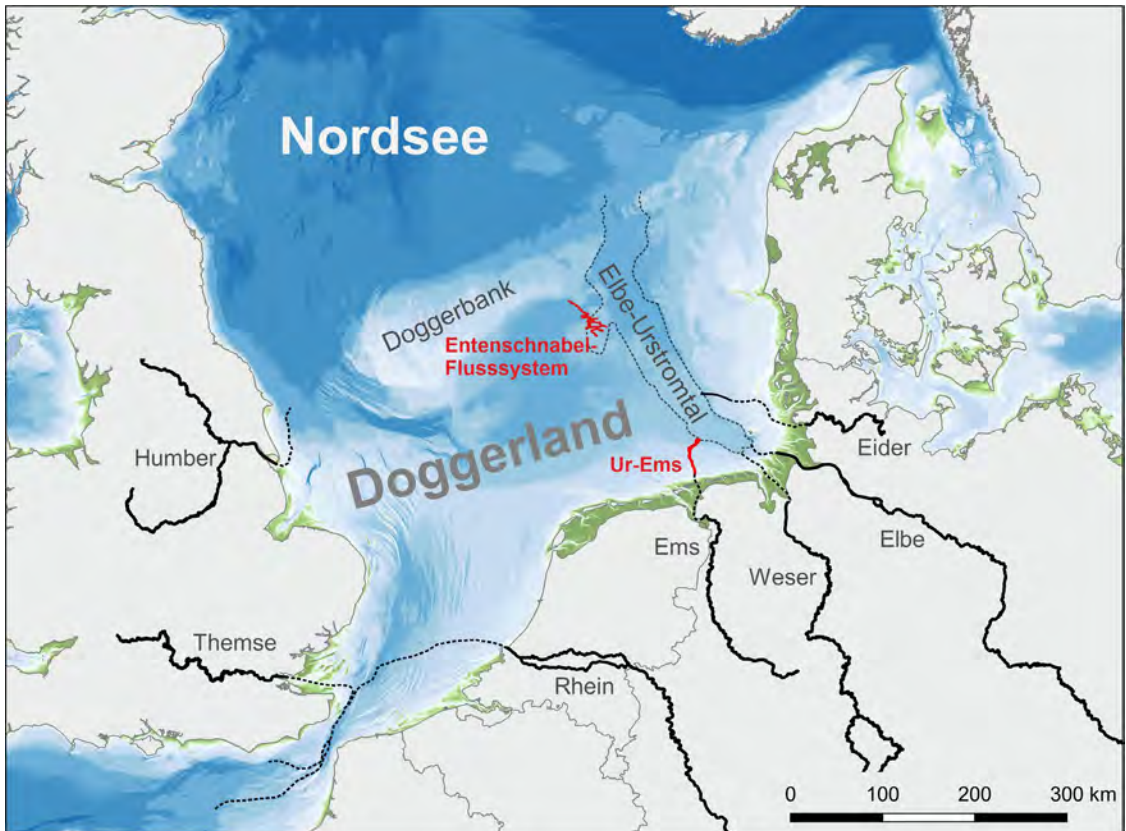 Nordsee
Doggerbank
Elbe-Urstromtal
Entenschnabel-
Flusssystem
Doggerland
Ur-Ems
Humber
Eider
Ems
Weser
Elbe
Themse
Rhein
0 100 200 300 km